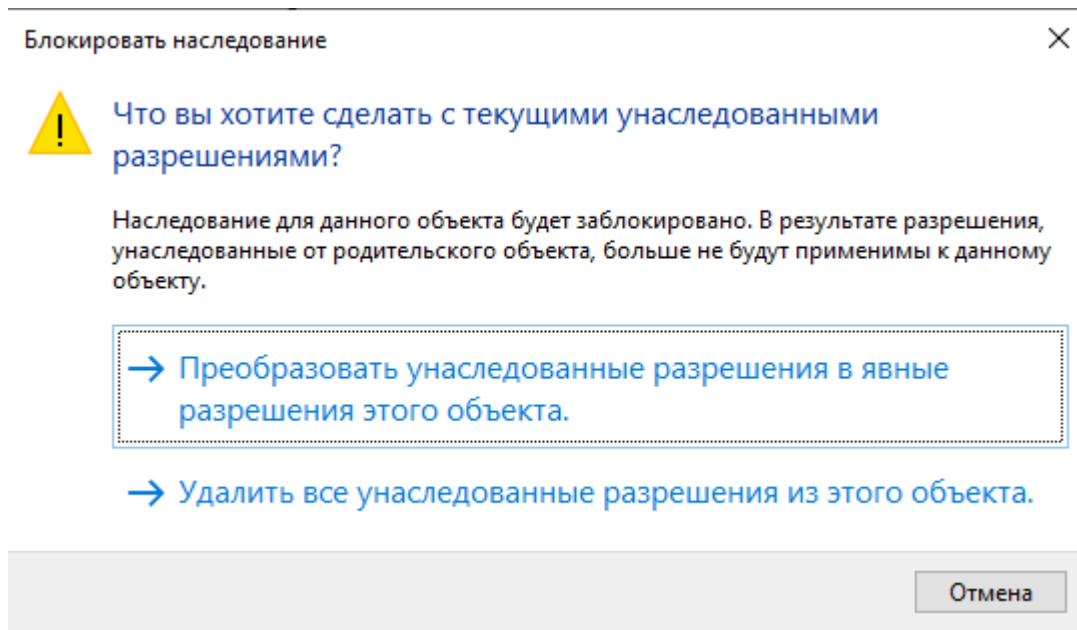 Блокировать наследование
Что вы хотите сделать с текущими унаследованными
разрешениями?
Наследование для данного объекта будет заблокировано. В результате разрешения,
унаследованные от родительского объекта, больше не будут применимы к данному
объекту.
Преобразовать унаследованные разрешения в явные
разрешения этого объекта.
Удалить все унаследованные разрешения из этого объекта.
Отмена